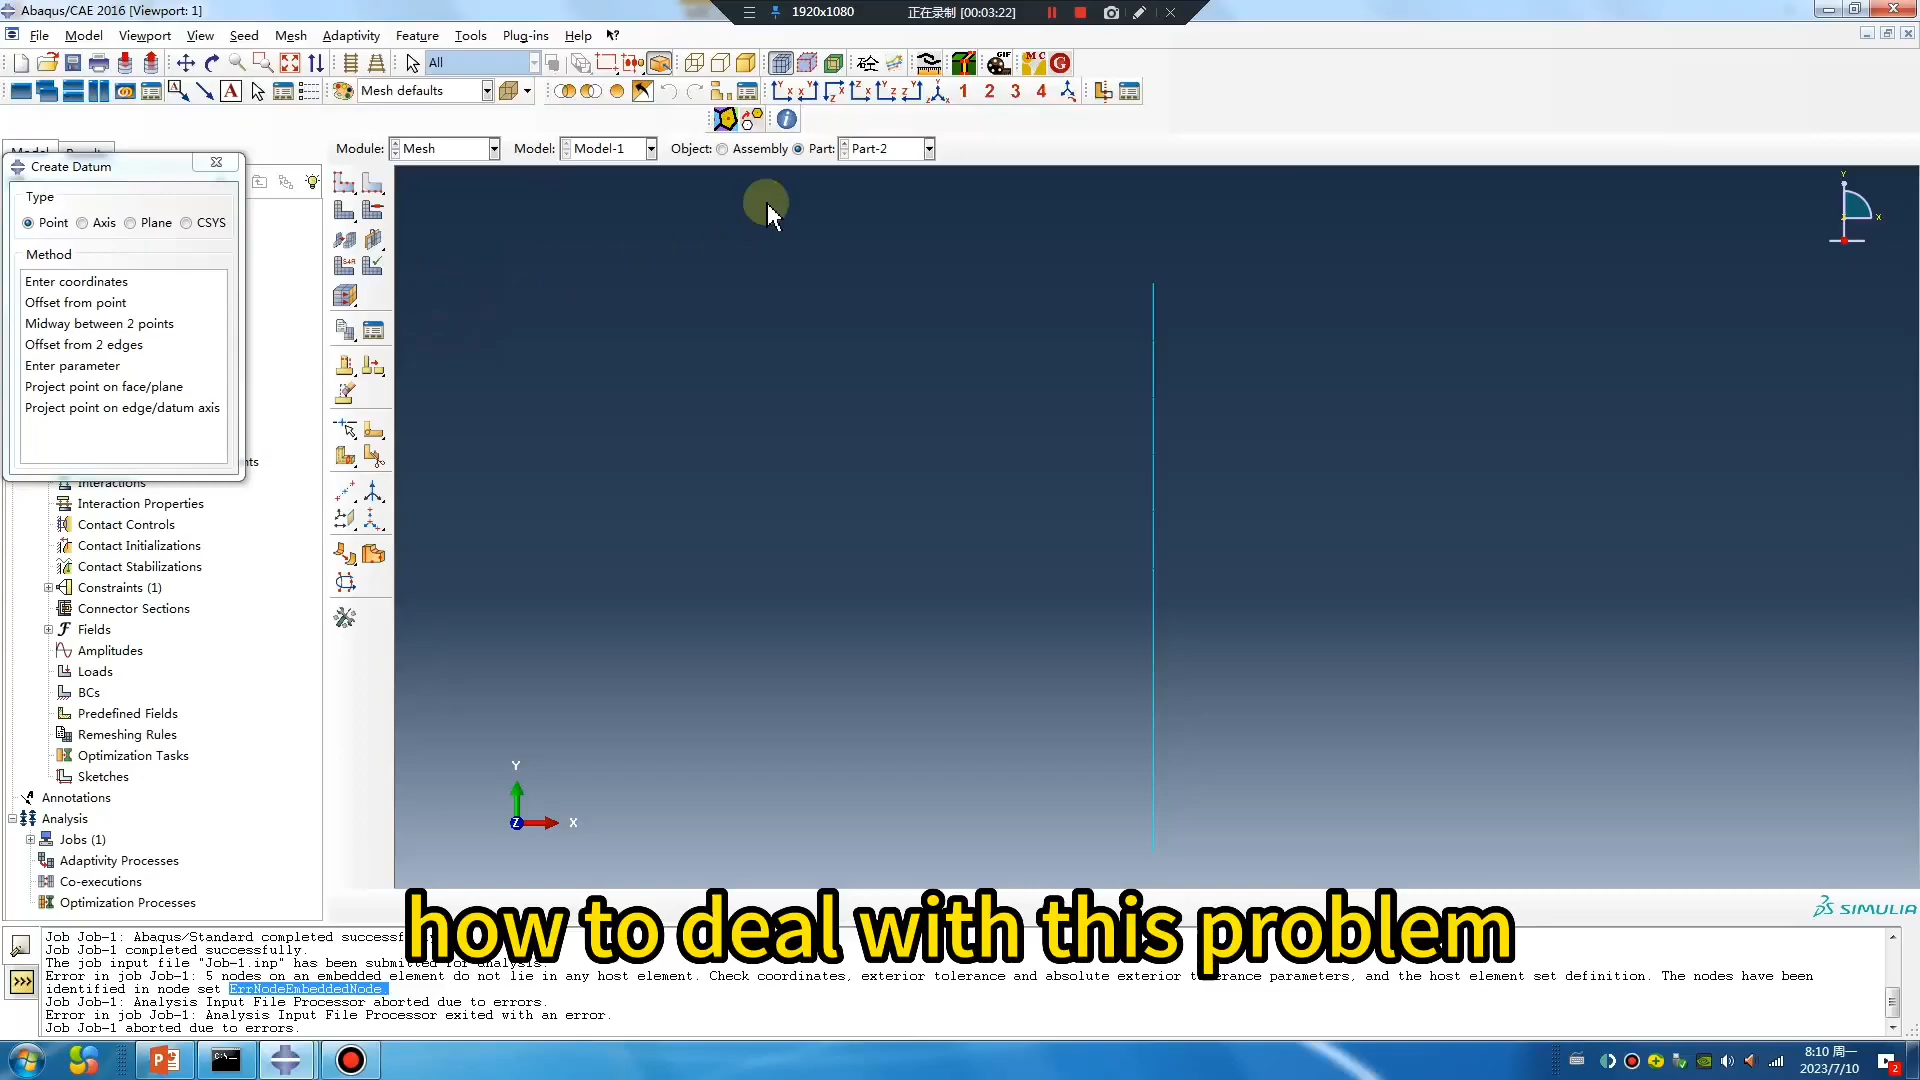 Abaqus/CAE 2016 [Viewport: 1]
1920x1080
正在录制 [00:03:22]
File Model Viewport View Seed Mesh Adaptivity Feature Tools Plug-ins Help
All
砼
GIF
M C
G
A
Mesh defaults
1 2 3 4
Module: Mesh Model: Model-1 Object: Assembly Part: Part-2
Create Datum
Type
Point Axis Plane CSYS
Method
Enter coordinates
Offset from point
Midway between 2 points
Offset from 2 edges
Enter parameter
Project point on face/plane
Project point on edge/datum axis
nts
Interactions
Interaction Properties
Contact Controls
Contact Initializations
Contact Stabilizations
Constraints (1)
Connector Sections
Fields
Amplitudes
Loads
BCs
Predefined Fields
Remeshing Rules
Optimization Tasks
Sketches
Annotations
Analysis
Jobs (1)
Adaptivity Processes
Co-executions
Optimization Processes
Y
X
Y
Z
X
SIMULIA
how to deal with this problem
Job Job-1: Abaqus/Standard completed successf
Job Job-1 completed successfully.
The job input file "Job-1.inp" has been submitted for analysis.
Error in job Job-1: 5 nodes on an embedded element do not lie in any host element. Check coordinates, exterior tolerance and absolute exterior tolerance parameters, and the host element set definition. The nodes have been
identified in node set ErrNodeEmbeddedNode.
Job Job-1: Analysis Input File Processor aborted due to errors.
Error in job Job-1: Analysis Input File Processor exited with an error.
Job Job-1 aborted due to errors.
8:10 周一
2023/7/10
2